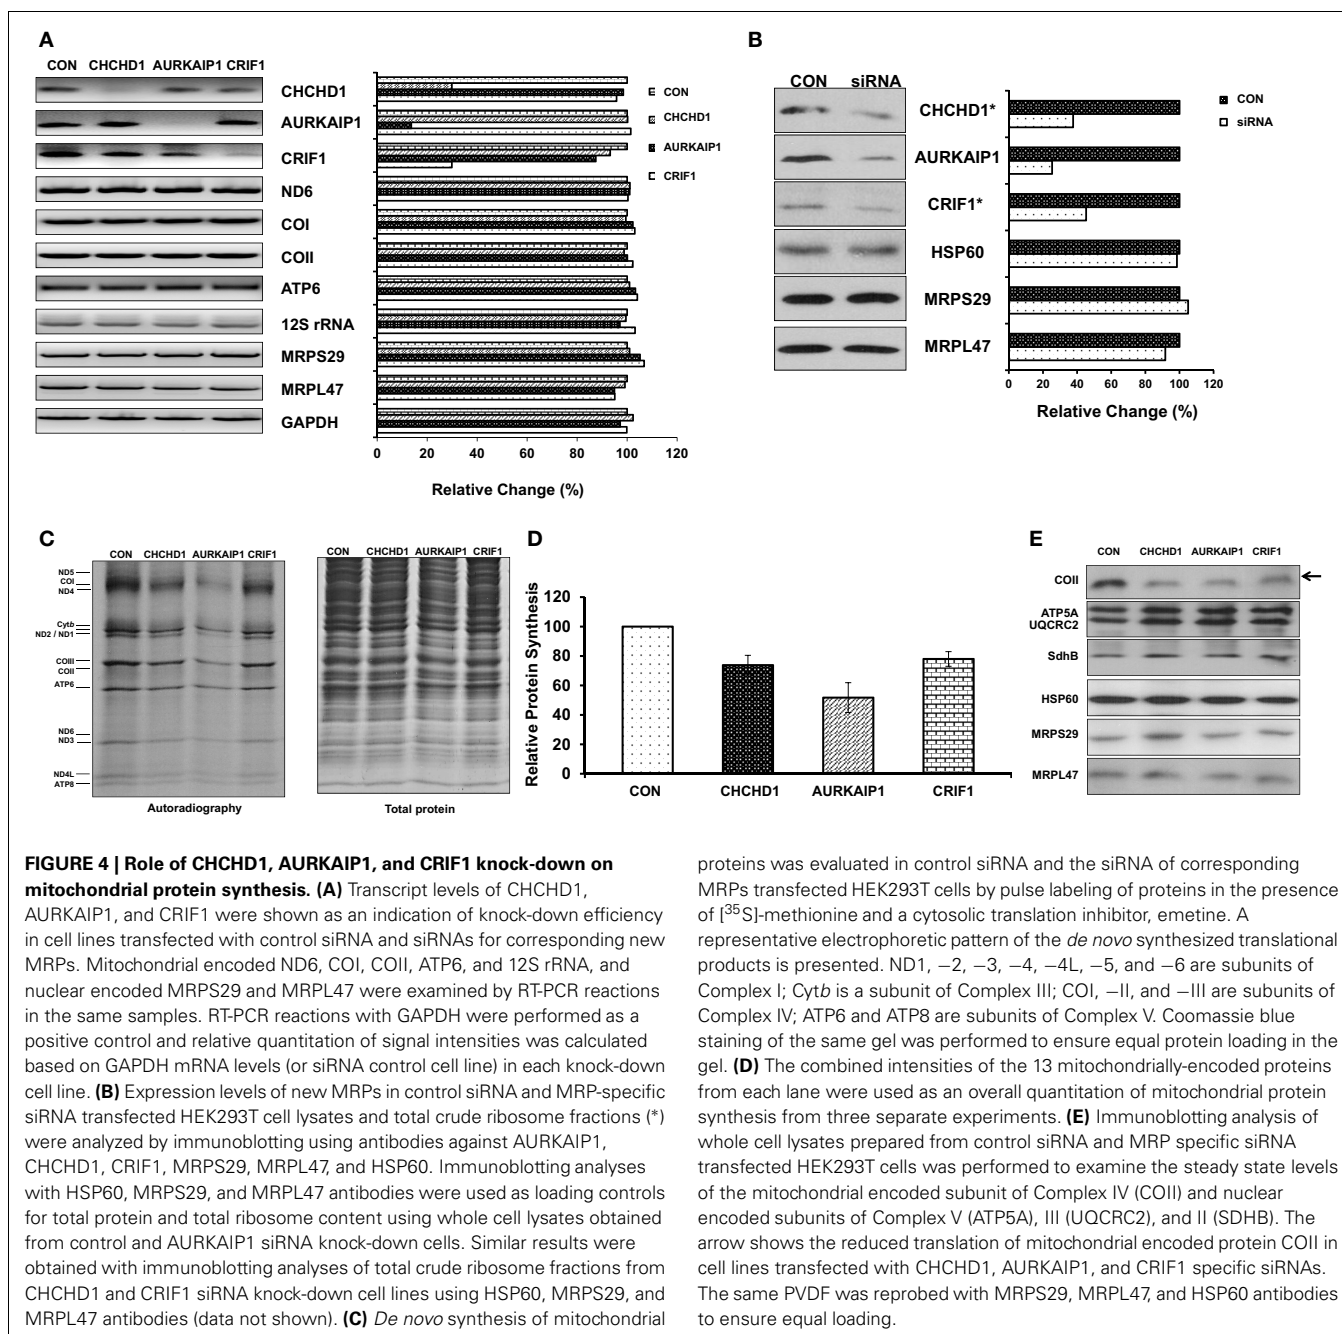 A
CON CHCHD1 AURKAIP1 CRIF1
CHCHD1
AURKAIP1
CRIF1
ND6
COI
COII
ATP6
12S rRNA
MRPS29
MRPL47
GAPDH
CON
CHCHD1
AURKAIP1
CRIF1
0 20 40 60 80 100 120
Relative Change (%)
B
CON siRNA
CHCHD1*
AURKAIP1
CRIF1*
HSP60
MRPS29
MRPL47
CON
siRNA
0 20 40 60 80 100 120
Relative Change (%)
C
CON CHCHD1 AURKAIP1 CRIF1
ND5
COI
ND4
Cytb
ND2 / ND1
COIII
COII
ATP6
ND6
ND3
ND4L
ATP8
Autoradiography
CON CHCHD1 AURKAIP1 CRIF1
Total protein
D
Relative Protein Synthesis
120
100
80
60
40
20
0
CON CHCHD1 AURKAIP1 CRIF1
E
CON CHCHD1 AURKAIP1 CRIF1
COII
ATP5A
UQCRC2
SdhB
HSP60
MRPS29
MRPL47
FIGURE 4 | Role of CHCHD1, AURKAIP1, and CRIF1 knock-down on
mitochondrial protein synthesis. (A) Transcript levels of CHCHD1,
AURKAIP1, and CRIF1 were shown as an indication of knock-down efficiency
in cell lines transfected with control siRNA and siRNAs for corresponding new
MRPs. Mitochondrial encoded ND6, COI, COII, ATP6, and 12S rRNA, and
nuclear encoded MRPS29 and MRPL47 were examined by RT-PCR reactions
in the same samples. RT-PCR reactions with GAPDH were performed as a
positive control and relative quantitation of signal intensities was calculated
based on GAPDH mRNA levels (or siRNA control cell line) in each knock-down
cell line. (B) Expression levels of new MRPs in control siRNA and MRP-specific
siRNA transfected HEK293T cell lysates and total crude ribosome fractions (*)
were analyzed by immunoblotting using antibodies against AURKAIP1,
CHCHD1, CRIF1, MRPS29, MRPL47, and HSP60. Immunoblotting analyses
with HSP60, MRPS29, and MRPL47 antibodies were used as loading controls
for total protein and total ribosome content using whole cell lysates obtained
from control and AURKAIP1 siRNA knock-down cells. Similar results were
obtained with immunoblotting analyses of total crude ribosome fractions from
CHCHD1 and CRIF1 siRNA knock-down cell lines using HSP60, MRPS29, and
MRPL47 antibodies (data not shown). (C) De novo synthesis of mitochondrial
proteins was evaluated in control siRNA and the siRNA of corresponding
MRPs transfected HEK293T cells by pulse labeling of proteins in the presence
of [³⁵S]-methionine and a cytosolic translation inhibitor, emetine. A
representative electrophoretic pattern of the de novo synthesized translational
products is presented. ND1, −2, −3, −4, −4L, −5, and −6 are subunits of
Complex I; Cytb is a subunit of Complex III; COI, −II, and −III are subunits of
Complex IV; ATP6 and ATP8 are subunits of Complex V. Coomassie blue
staining of the same gel was performed to ensure equal protein loading in the
gel. (D) The combined intensities of the 13 mitochondrially-encoded proteins
from each lane were used as an overall quantitation of mitochondrial protein
synthesis from three separate experiments. (E) Immunoblotting analysis of
whole cell lysates prepared from control siRNA and MRP specific siRNA
transfected HEK293T cells was performed to examine the steady state levels
of the mitochondrial encoded subunit of Complex IV (COII) and nuclear
encoded subunits of Complex V (ATP5A), III (UQCRC2), and II (SDHB). The
arrow shows the reduced translation of mitochondrial encoded protein COII in
cell lines transfected with CHCHD1, AURKAIP1, and CRIF1 specific siRNAs.
The same PVDF was reprobed with MRPS29, MRPL47, and HSP60 antibodies
to ensure equal loading.